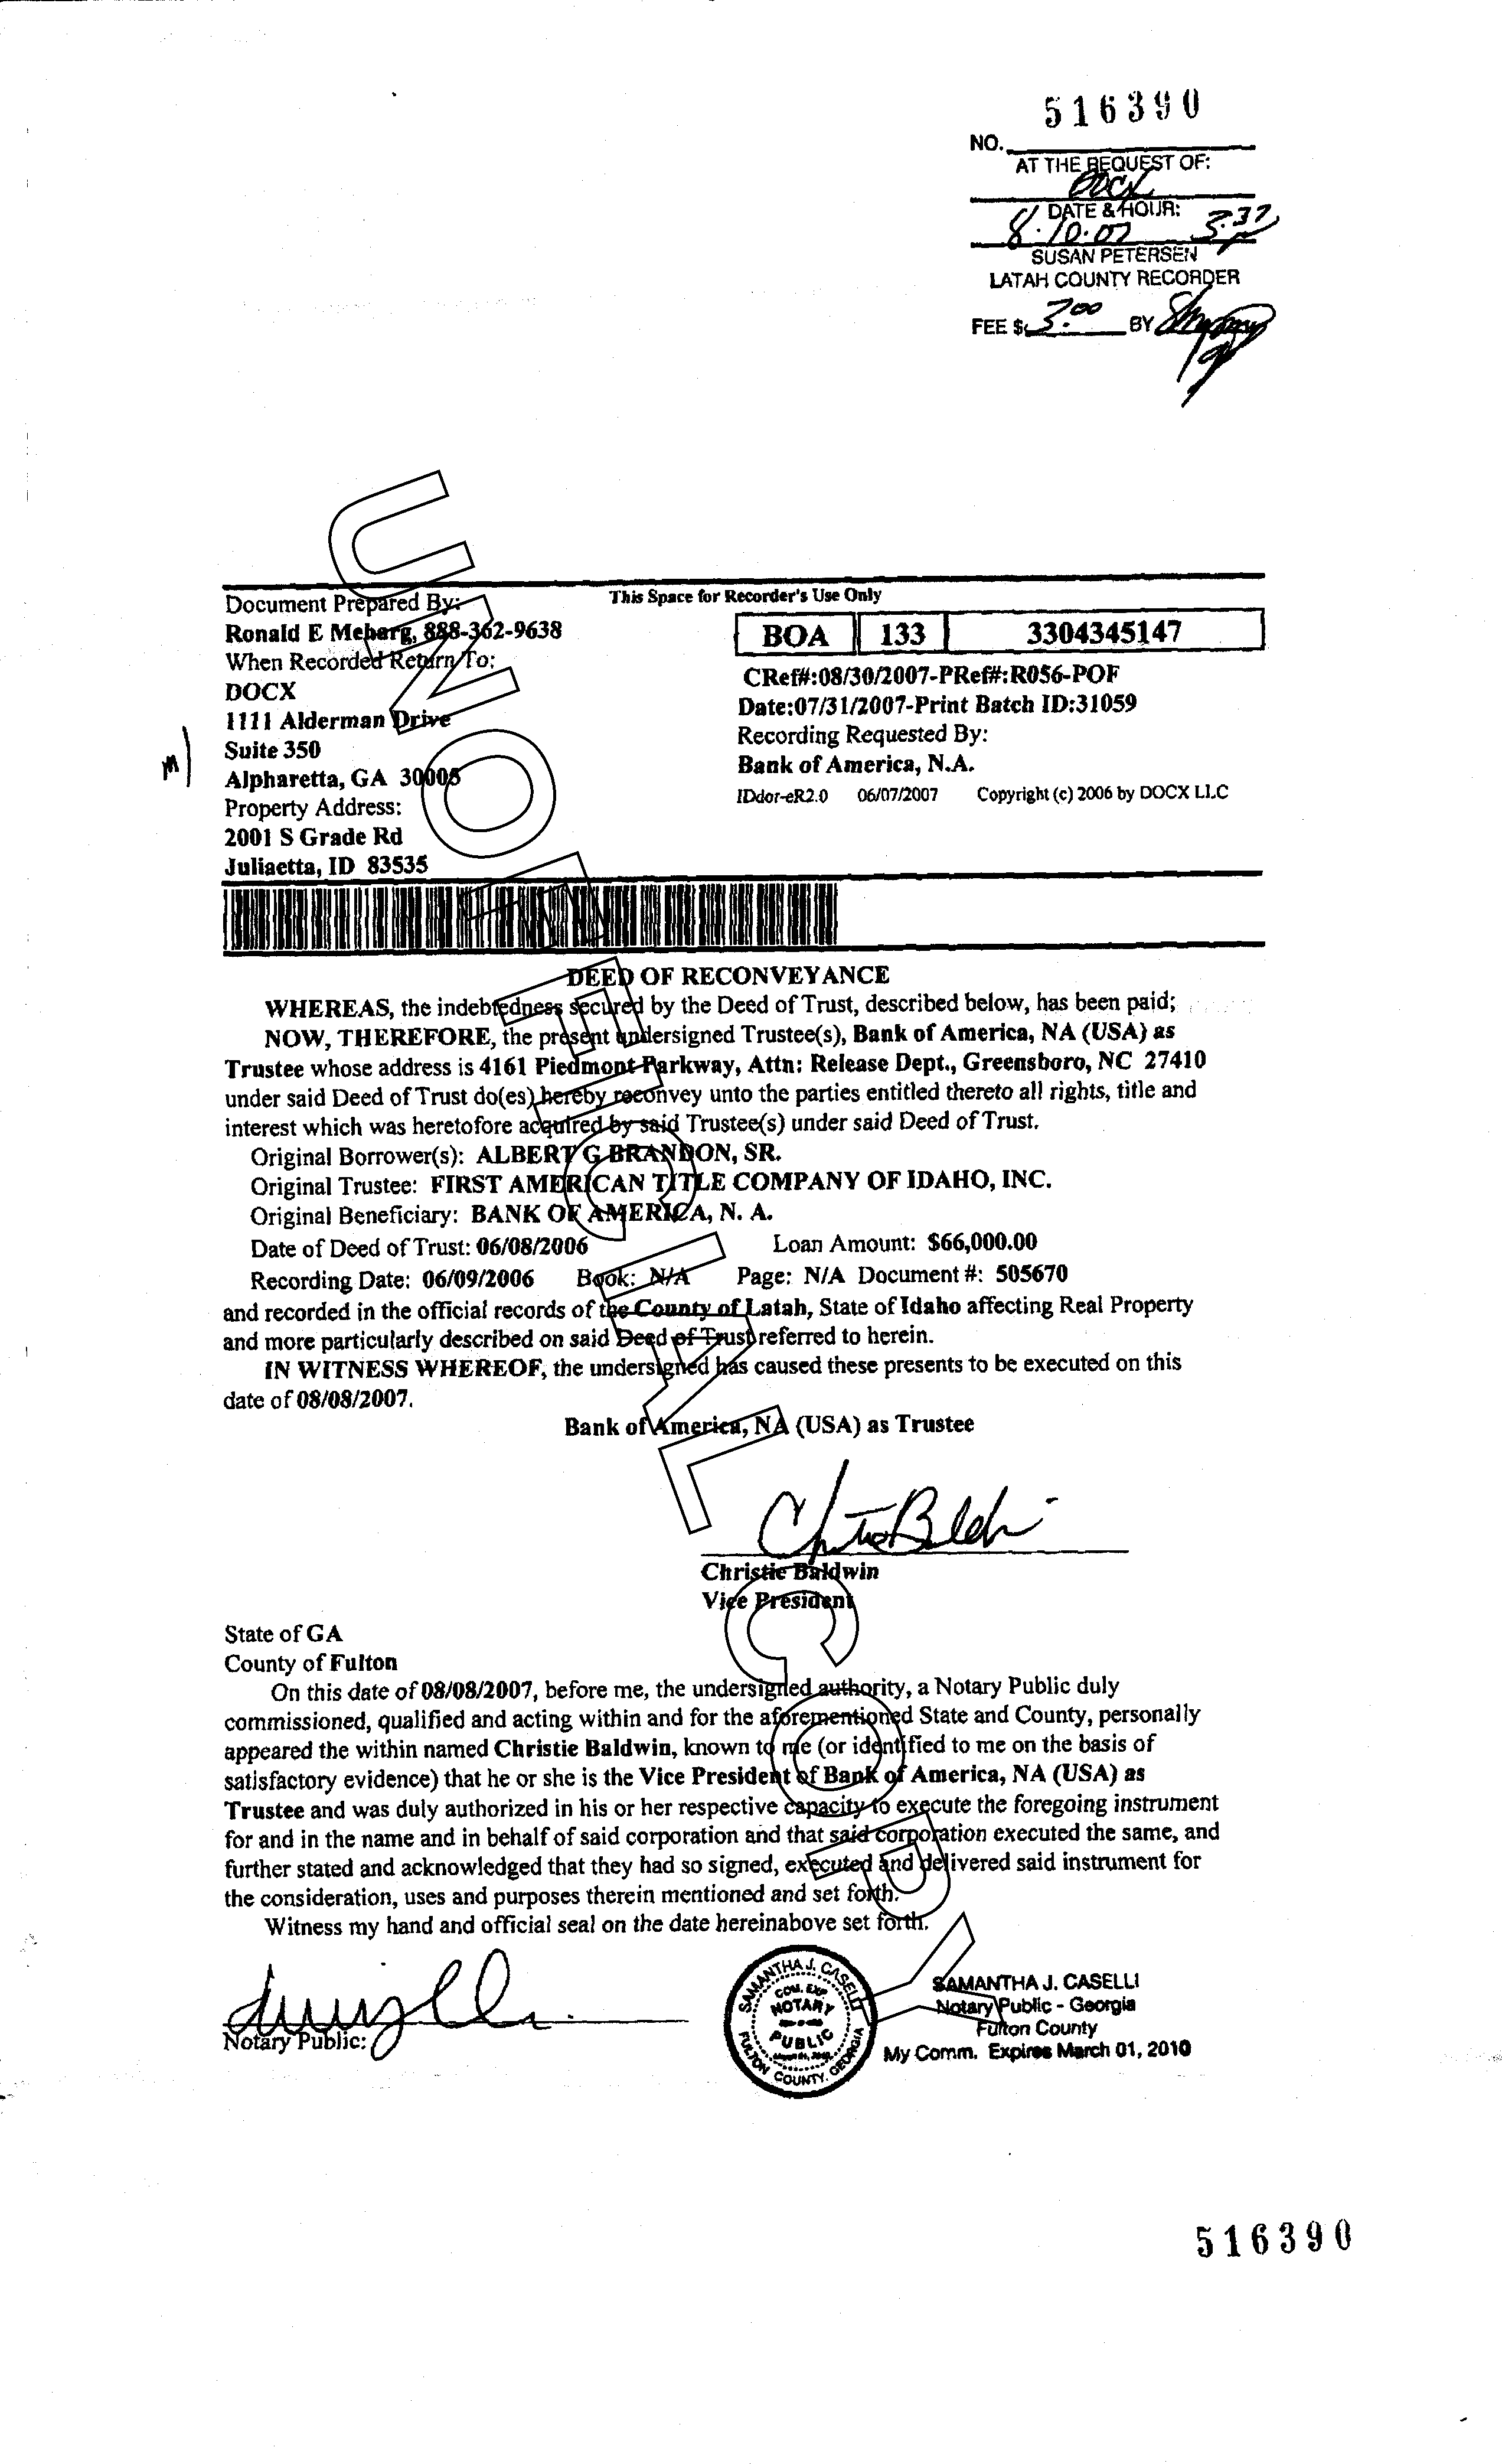 516390
NO.
AT THE REQUEST OF:
DOCX
DATE & HOUR:
8.10.07 3:37
SUSAN PETERSEN
LATAH COUNTY RECORDER
FEE $ 3.00 BY
This Space for Recorder's Use Only
Document Prepared By:
Ronald E Meharg, 888-362-9638
When Recorded Return To:
DOCX
1111 Alderman Drive
Suite 350
Alpharetta, GA 30005
Property Address:
2001 S Grade Rd
Juliaetta, ID 83535
BOA 133 3304345147
CRef#:08/30/2007-PRef#:R056-POF
Date:07/31/2007-Print Batch ID:31059
Recording Requested By:
Bank of America, N.A.
IDdor-eR2.0 06/07/2007 Copyright (c) 2006 by DOCX LLC
DEED OF RECONVEYANCE
WHEREAS, the indebtedness secured by the Deed of Trust, described below, has been paid;
NOW, THEREFORE, the present undersigned Trustee(s), Bank of America, NA (USA) as
Trustee whose address is 4161 Piedmont Parkway, Attn: Release Dept., Greensboro, NC 27410
under said Deed of Trust do(es) hereby reconvey unto the parties entitled thereto all rights, title and
interest which was heretofore acquired by said Trustee(s) under said Deed of Trust.
Original Borrower(s): ALBERT G BRANDON, SR.
Original Trustee: FIRST AMERICAN TITLE COMPANY OF IDAHO, INC.
Original Beneficiary: BANK OF AMERICA, N. A.
Date of Deed of Trust: 06/08/2006 Loan Amount: $66,000.00
Recording Date: 06/09/2006 Book: N/A Page: N/A Document #: 505670
and recorded in the official records of the County of Latah, State of Idaho affecting Real Property
and more particularly described on said Deed of Trust referred to herein.
IN WITNESS WHEREOF, the undersigned has caused these presents to be executed on this
date of 08/08/2007.
Bank of America, NA (USA) as Trustee
Christie Baldwin
Vice President
State of GA
County of Fulton
On this date of 08/08/2007, before me, the undersigned authority, a Notary Public duly
commissioned, qualified and acting within and for the aforementioned State and County, personally
appeared the within named Christie Baldwin, known to me (or identified to me on the basis of
satisfactory evidence) that he or she is the Vice President of Bank of America, NA (USA) as
Trustee and was duly authorized in his or her respective capacity to execute the foregoing instrument
for and in the name and in behalf of said corporation and that said corporation executed the same, and
further stated and acknowledged that they had so signed, executed and delivered said instrument for
the consideration, uses and purposes therein mentioned and set forth.
Witness my hand and official seal on the date hereinabove set forth.
Notary Public:
SAMANTHA J. CASELLI
COM. EXP
NOTARY
PUBLIC
FULTON COUNTY, GEORGIA
SAMANTHA J. CASELLI
Notary Public - Georgia
Fulton County
My Comm. Expires March 01, 2010
516390
UNOFFICIAL COPY